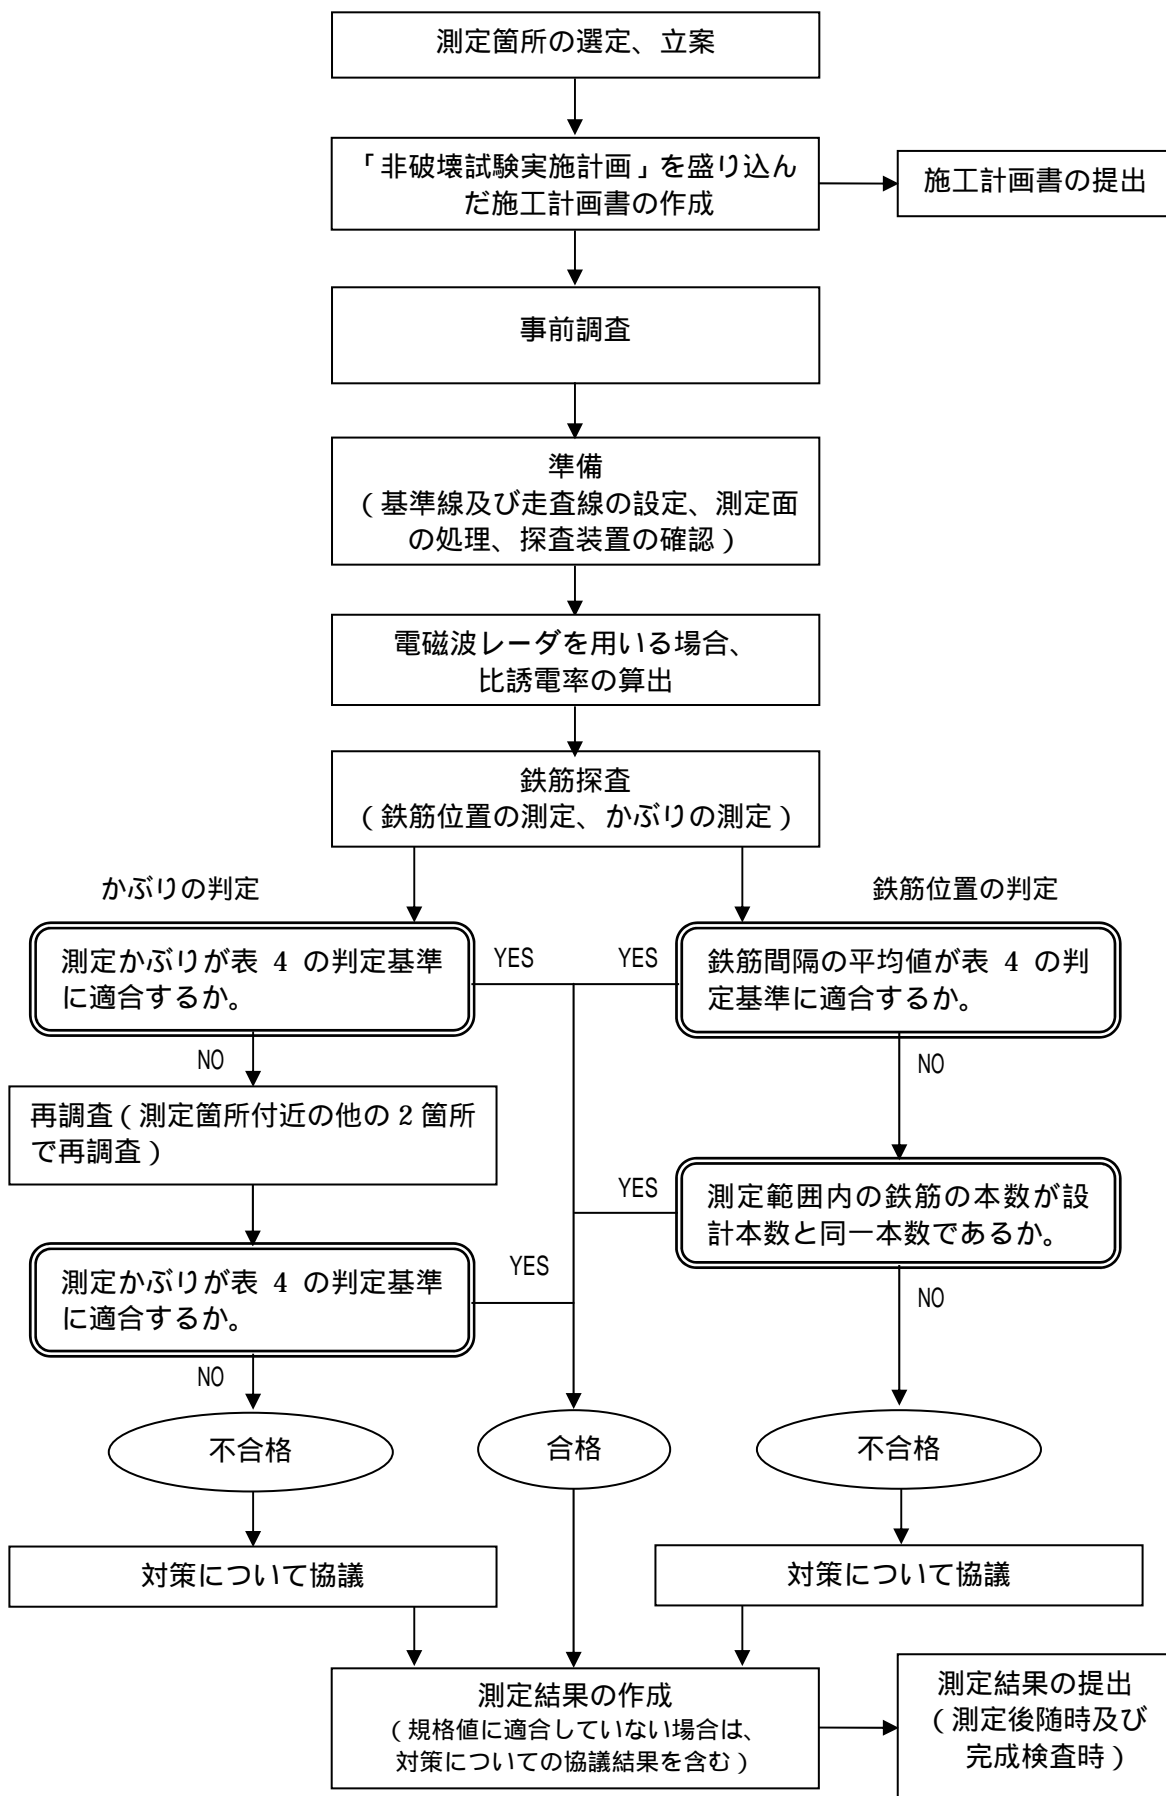 測定箇所の選定、立案
「非破壊試験実施計画」を盛り込ん
だ施工計画書の作成
施工計画書の提出
事前調査
準備
(基準線及び走査線の設定、測定面
の処理、探査装置の確認)
電磁波レーダを用いる場合、
比誘電率の算出
鉄筋探査
(鉄筋位置の測定、かぶりの測定)
かぶりの判定
鉄筋位置の判定
測定かぶりが表 4 の判定基準
に適合するか。
YES
YES
鉄筋間隔の平均値が表 4 の判
定基準に適合するか。
NO
NO
再調査(測定箇所付近の他の2箇所
で再調査)
YES
測定範囲内の鉄筋の本数が設
計本数と同一本数であるか。
測定かぶりが表 4 の判定基準
に適合するか。
YES
NO
NO
不合格
合格
不合格
対策について協議
対策について協議
測定結果の作成
(規格値に適合していない場合は、
対策についての協議結果を含む)
測定結果の提出
(測定後随時及び
完成検査時)